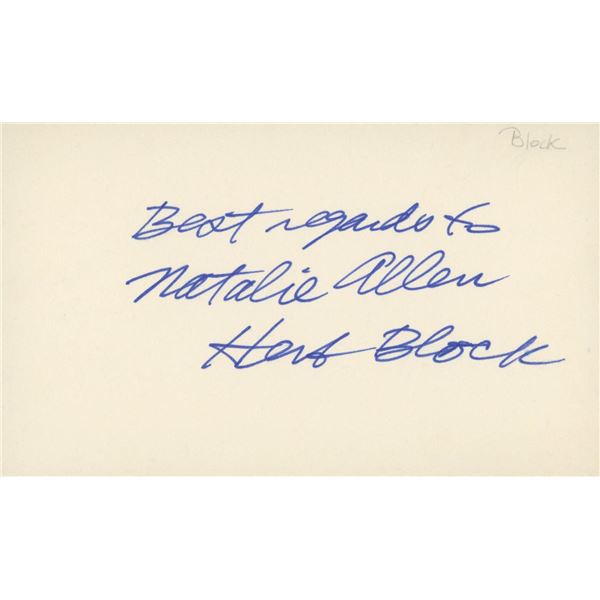 Block
Best regards to
Natalie Allen
Herb Block